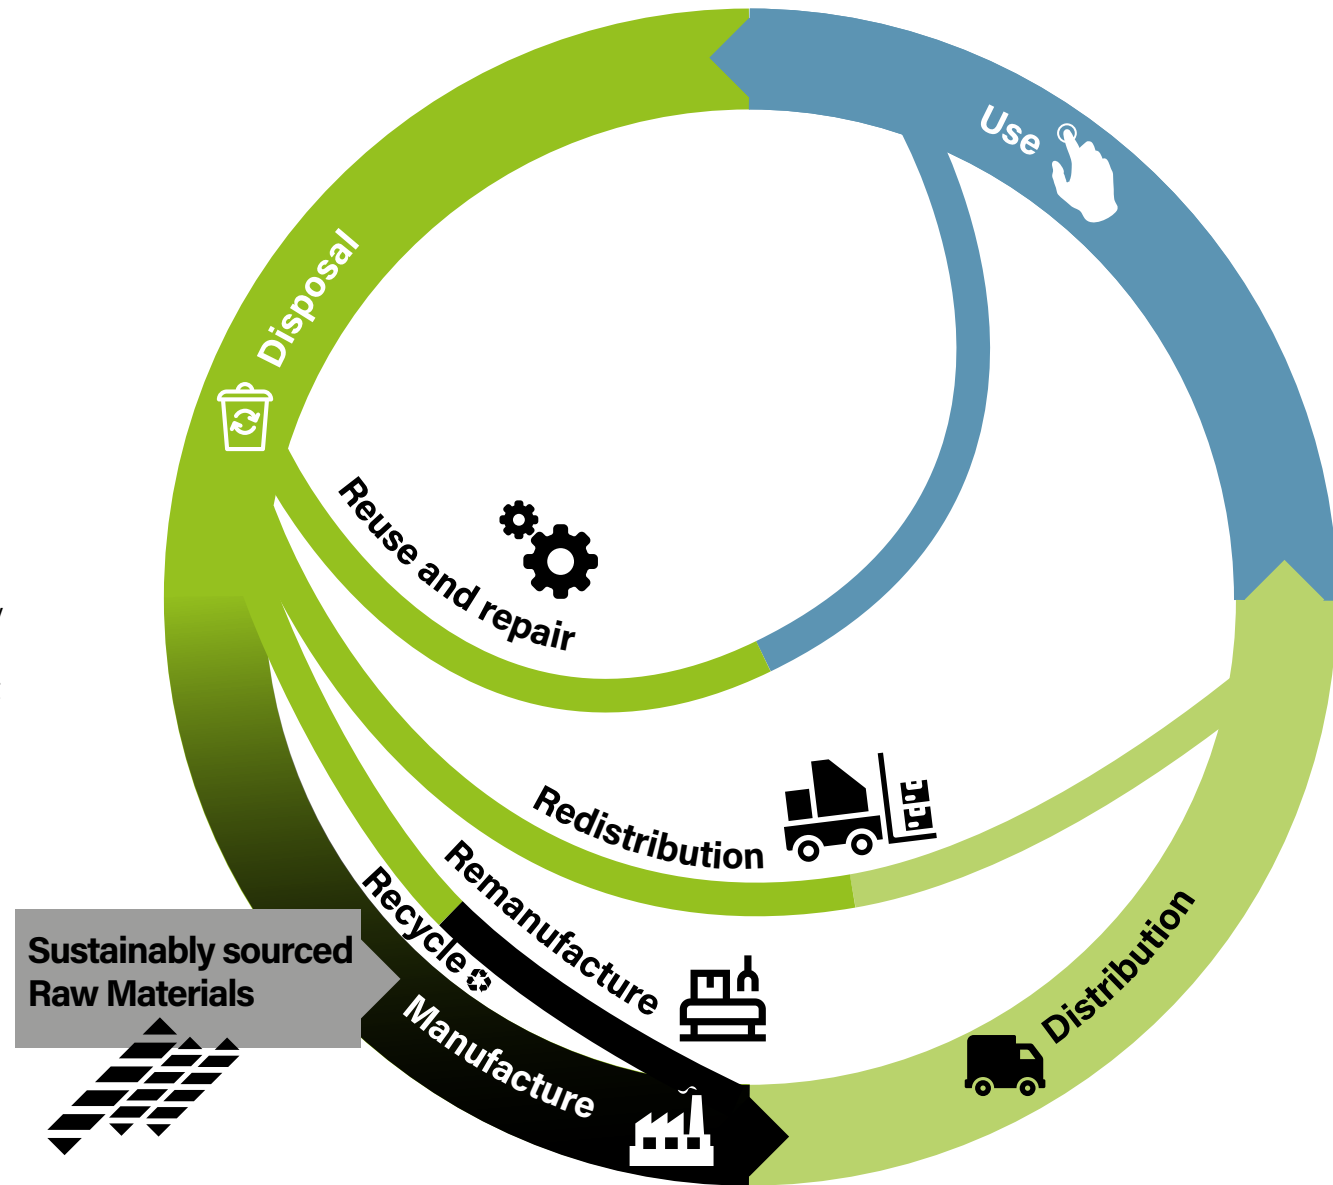 Use
Disposal
Reuse and repair
Redistribution
Remanufacture
Recycle
Sustainably sourced
Raw Materials
Manufacture
Distribution